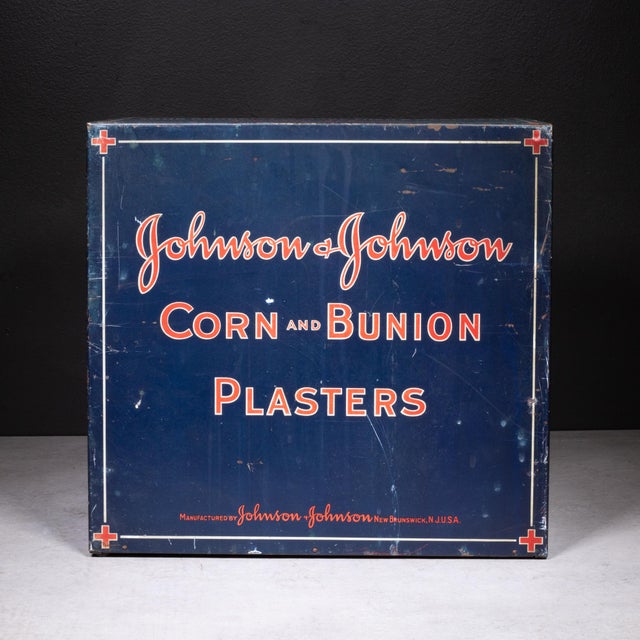 Johnson & Johnson
CORN AND BUNION
PLASTERS
MANUFACTURED BY Johnson & Johnson NEW BRUNSWICK, N.J. U.S.A.